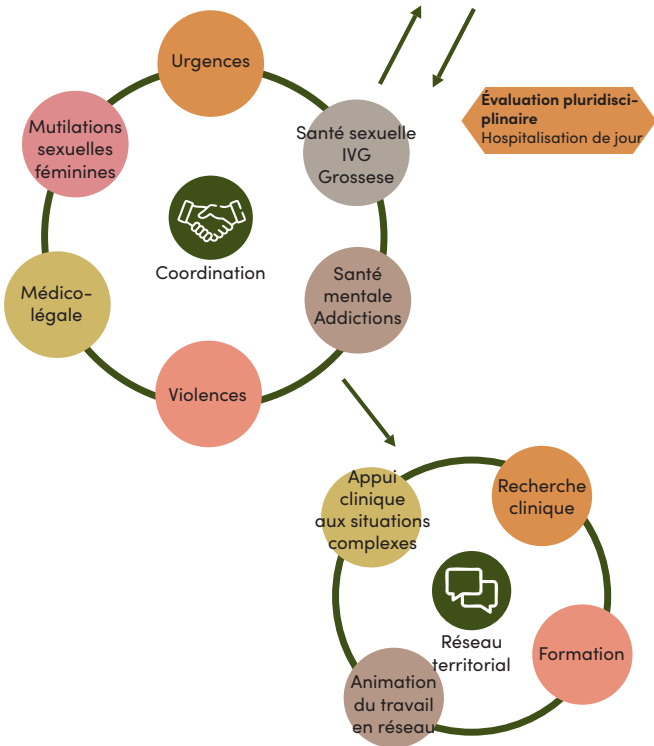 Urgences
Santé sexuelle
IVG
Grossese
Évaluation pluridisci-
plinaire
Hospitalisation de jour
Mutilations
sexuelles
féminines
Coordination
Santé
mentale
Addictions
Médico-
légale
Violences
Appui
clinique
aux situations
complexes
Recherche
clinique
Réseau
territorial
Formation
Animation
du travail
en réseau